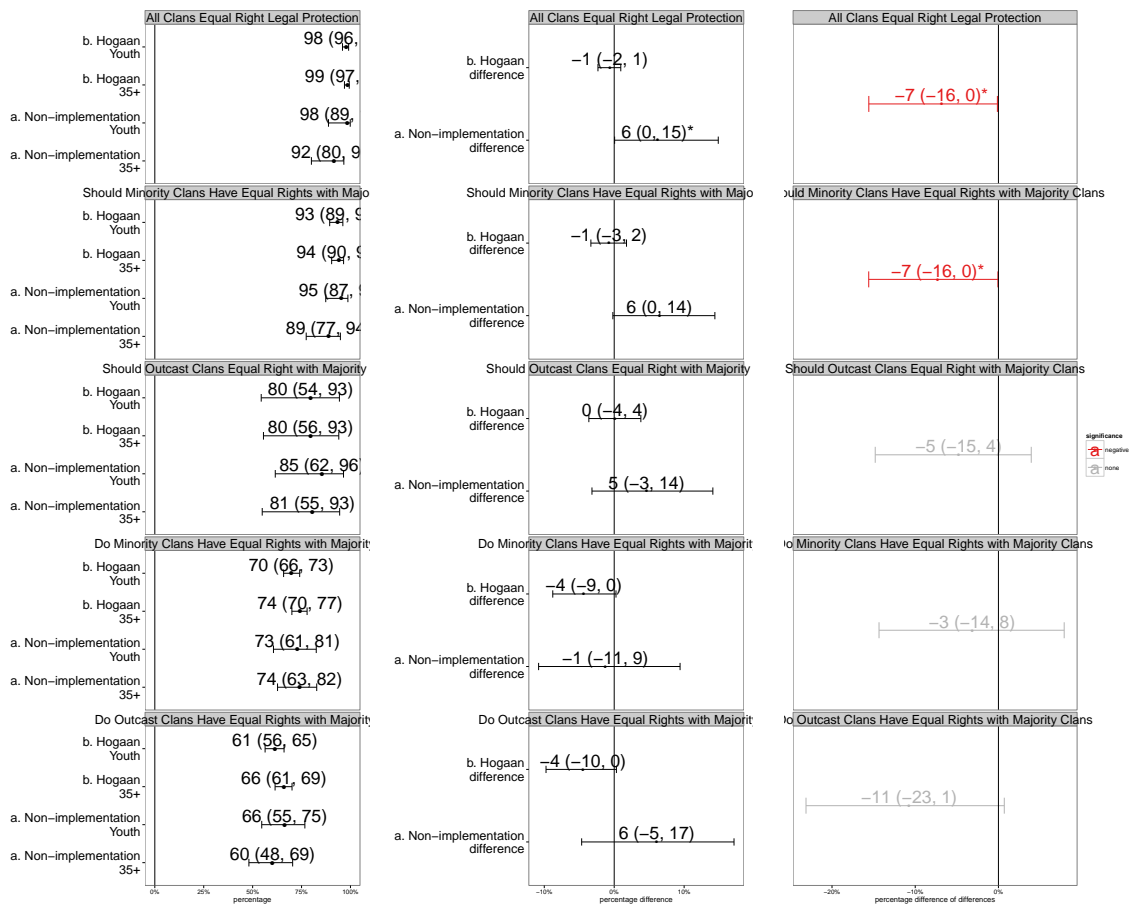 All Clans Equal Right Legal Protection
b. Hogaan
Youth
98 (96,
b. Hogaan
35+
99 (97,
a. Non−implementation
Youth
98 (89,
a. Non−implementation
35+
92 (80, 9
Should Minority Clans Have Equal Rights with Majo
b. Hogaan
Youth
93 (89, 9
b. Hogaan
35+
94 (90, 9
a. Non−implementation
Youth
95 (87, 9
a. Non−implementation
35+
89 (77, 94
Should Outcast Clans Equal Right with Majority
b. Hogaan
Youth
80 (54, 93)
b. Hogaan
35+
80 (56, 93)
a. Non−implementation
Youth
85 (62, 96)
a. Non−implementation
35+
81 (55, 93)
Do Minority Clans Have Equal Rights with Majority
b. Hogaan
Youth
70 (66, 73)
b. Hogaan
35+
74 (70, 77)
a. Non−implementation
Youth
73 (61, 81)
a. Non−implementation
35+
74 (63, 82)
Do Outcast Clans Have Equal Rights with Majority
b. Hogaan
Youth
61 (56, 65)
b. Hogaan
35+
66 (61, 69)
a. Non−implementation
Youth
66 (55, 75)
a. Non−implementation
35+
60 (48, 69)
0% 25% 50% 75% 100%
percentage
All Clans Equal Right Legal Protection
b. Hogaan
difference
−1 (−2, 1)
a. Non−implementation
difference
6 (0, 15)*
Should Minority Clans Have Equal Rights with Majo
b. Hogaan
difference
−1 (−3, 2)
a. Non−implementation
difference
6 (0, 14)
Should Outcast Clans Equal Right with Majority
b. Hogaan
difference
0 (−4, 4)
a. Non−implementation
difference
5 (−3, 14)
Do Minority Clans Have Equal Rights with Majority
b. Hogaan
difference
−4 (−9, 0)
a. Non−implementation
difference
−1 (−11, 9)
Do Outcast Clans Have Equal Rights with Majority
b. Hogaan
difference
−4 (−10, 0)
a. Non−implementation
difference
6 (−5, 17)
−10% 0% 10%
percentage difference
All Clans Equal Right Legal Protection
−7 (−16, 0)*
ould Minority Clans Have Equal Rights with Majority Clans
−7 (−16, 0)*
Should Outcast Clans Equal Right with Majority Clans
−5 (−15, 4)
Do Minority Clans Have Equal Rights with Majority Clans
−3 (−14, 8)
Do Outcast Clans Have Equal Rights with Majority Clans
−11 (−23, 1)
−20% −10% 0%
percentage difference of differences
significance
a negative
a none